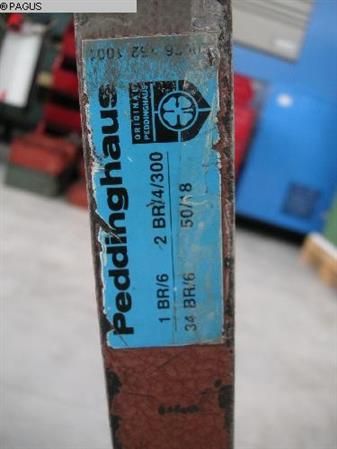 © PAGUS
Peddinghaus
ORIGINAL
PEDDINGHAUS
1 BR/6 2 BR/4/300
34 BR/6 50/18